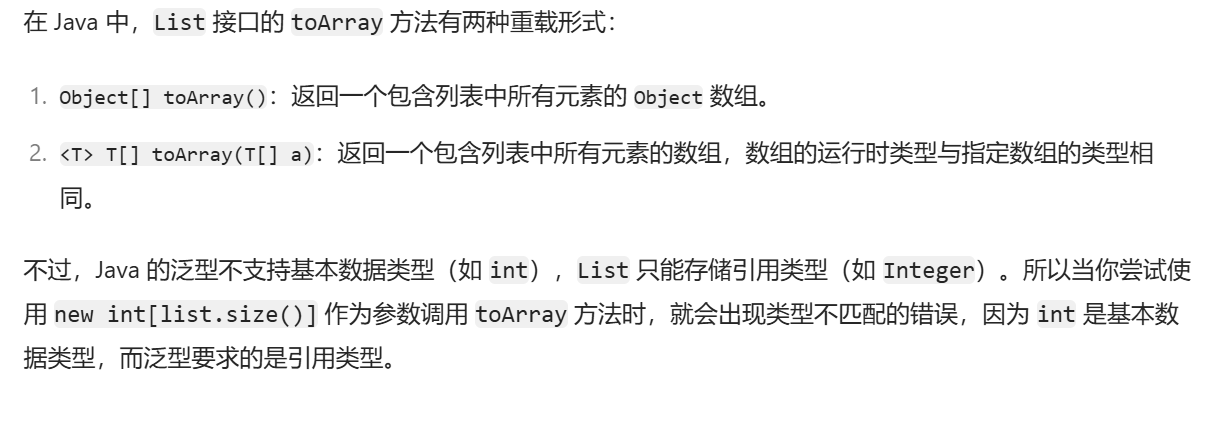 在 Java 中，List 接口的 toArray 方法有两种重载形式：
1. Object[] toArray()：返回一个包含列表中所有元素的 Object 数组。
2. <T> T[] toArray(T[] a)：返回一个包含列表中所有元素的数组，数组的运行时类型与指定数组的类型相
同。
不过，Java 的泛型不支持基本数据类型（如 int），List 只能存储引用类型（如 Integer）。所以当你尝试使
用 new int[list.size()] 作为参数调用 toArray 方法时，就会出现类型不匹配的错误，因为 int 是基本数
据类型，而泛型要求的是引用类型。